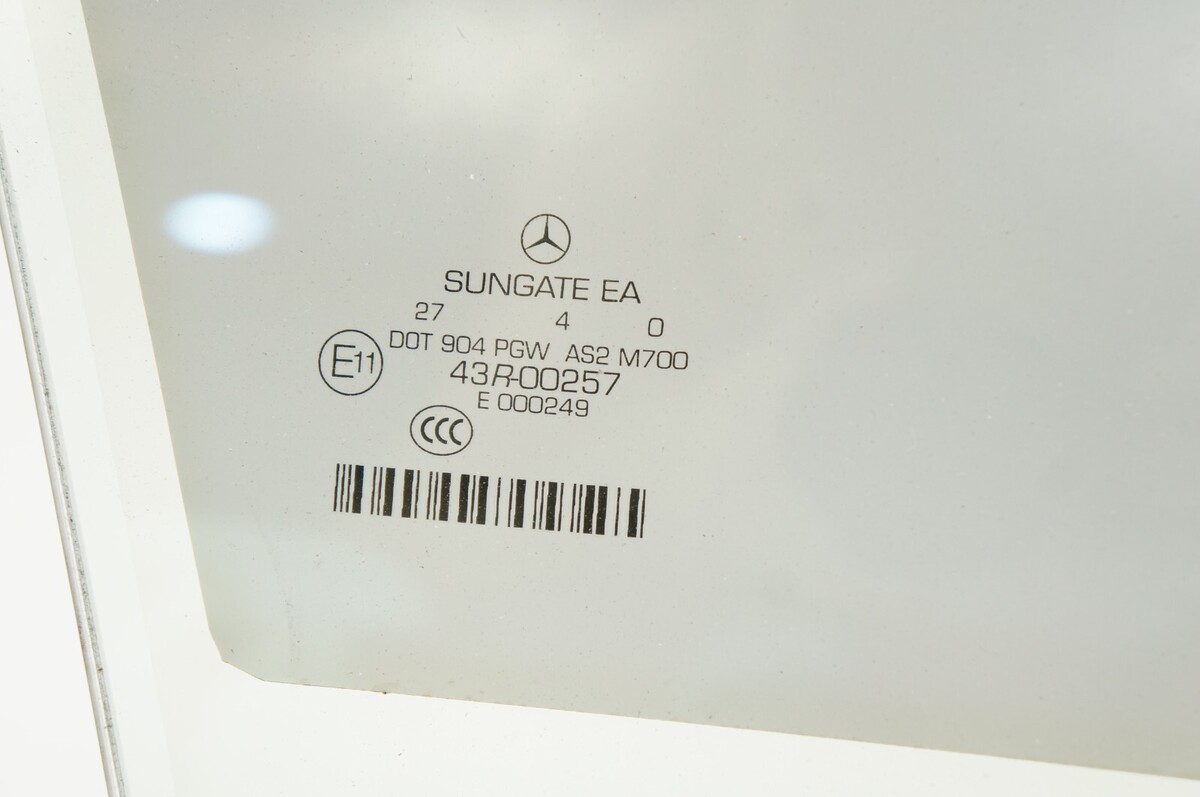 SUNGATE EA
27 4 0
DOT 904 PGW AS2 M700
E11
43R-00257
E 000249
CCC